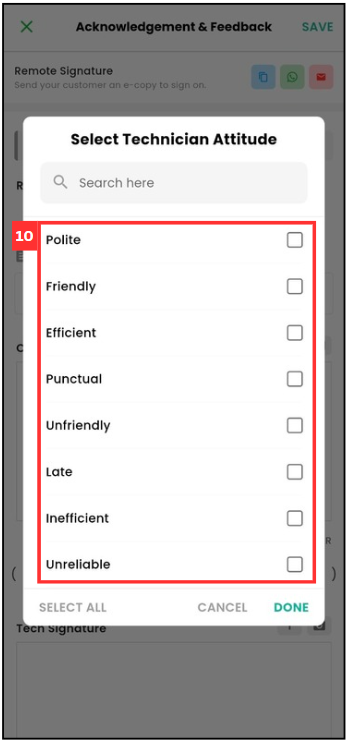 Acknowledgement & Feedback SAVE
Remote Signature
Send your customer an e-copy to sign on.
Select Technician Attitude
Search here
10
Polite
Friendly
Efficient
Punctual
Unfriendly
Late
Inefficient
Unreliable
SELECT ALL CANCEL DONE
Tech Signature